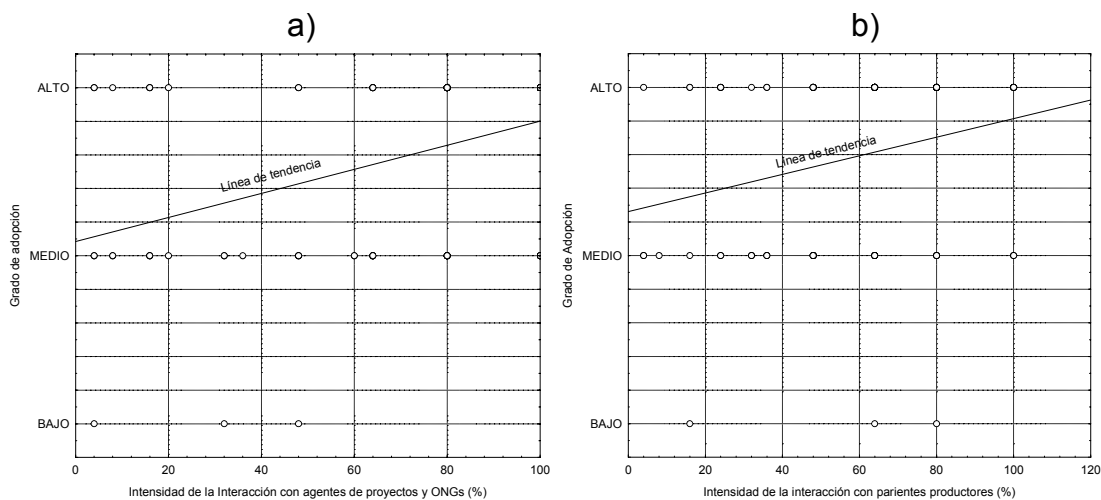 a)
ALTO
Línea de tendencia
MEDIO
BAJO
Grado de adopción
0 20 40 60 80 100
Intensidad de la Interacción con agentes de proyectos y ONGs (%)
b)
ALTO
Línea de tendencia
MEDIO
BAJO
Grado de Adopción
0 20 40 60 80 100 120
Intensidad de la interacción con parientes productores (%)